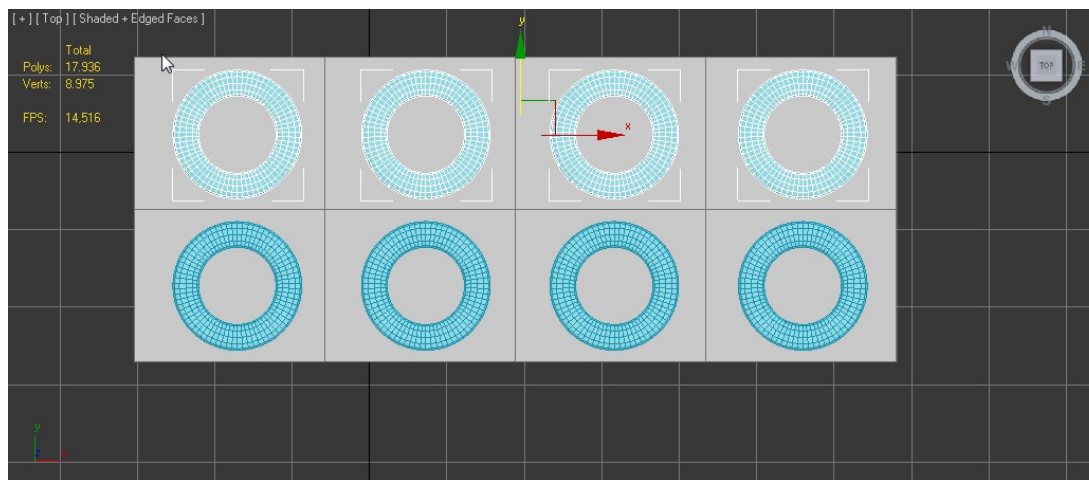 [ + ] [ Top ] [ Shaded + Edged Faces ]
Total
Polys: 17.936
Verts: 8.975
FPS: 14,516
y
x
N
W TOP E
S
y
z x